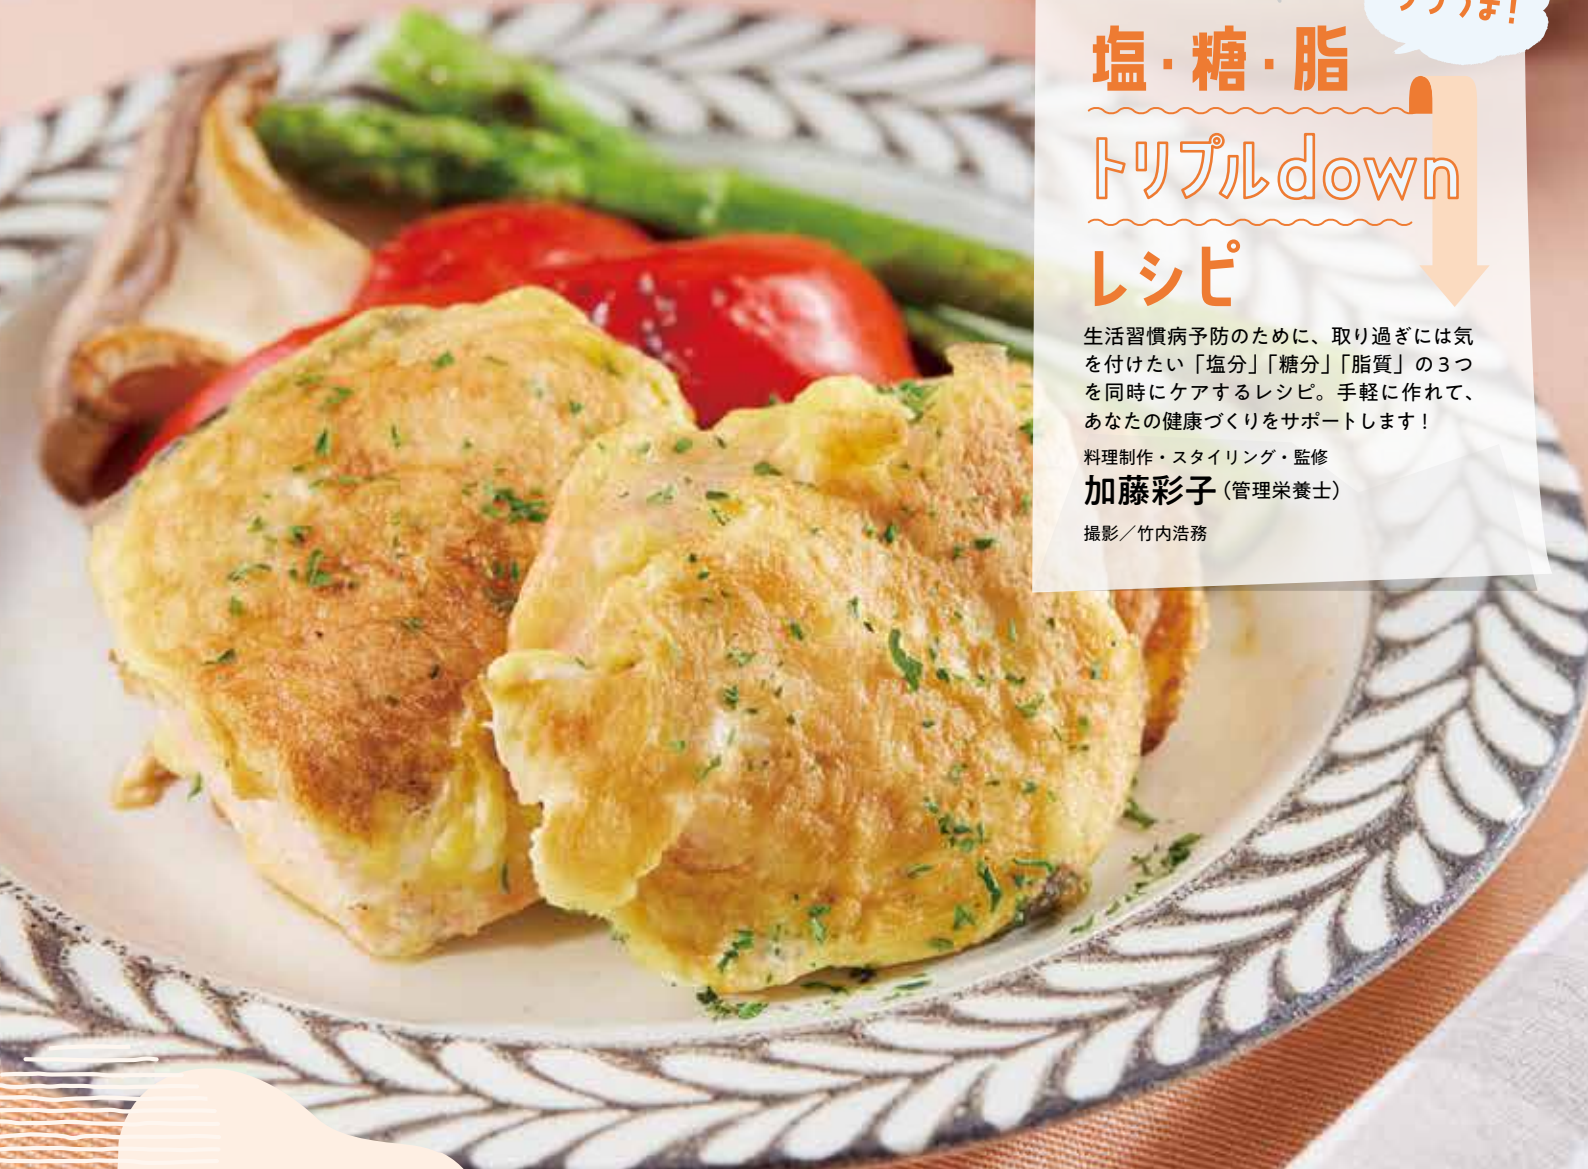 塩・糖・脂
トリプルdown
レシピ
生活習慣病予防のために、取り過ぎには気
を付けたい「塩分」「糖分」「脂質」の3つ
を同時にケアするレシピ。手軽に作れて、
あなたの健康づくりをサポートします!
料理制作・スタイリング・監修
加藤彩子(管理栄養士)
撮影/竹内浩務